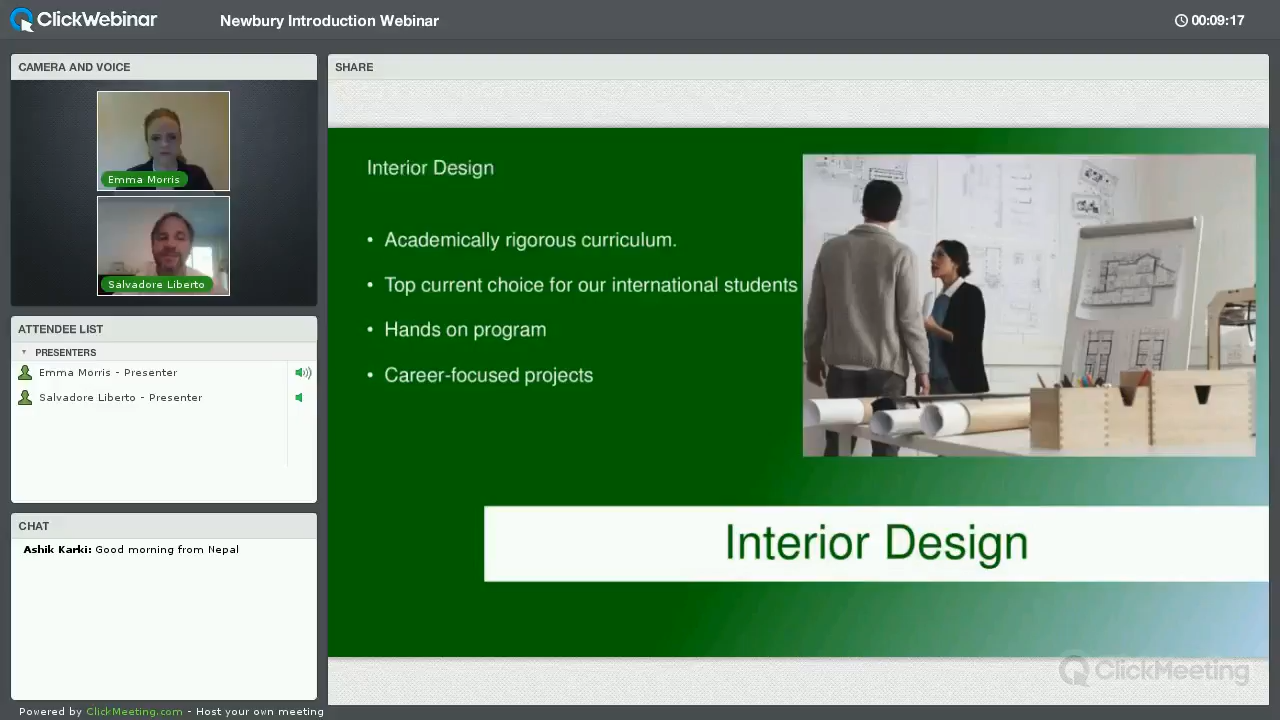 ClickWebinar
Newbury Introduction Webinar
00:09:17
CAMERA AND VOICE
Emma Morris
Salvadore Liberto
ATTENDEE LIST
PRESENTERS
Emma Morris - Presenter
Salvadore Liberto - Presenter
CHAT
Ashik Karki: Good morning from Nepal
SHARE
Interior Design
• Academically rigorous curriculum.
• Top current choice for our international students
• Hands on program
• Career-focused projects
Interior Design
ClickMeeting
Powered by ClickMeeting.com - Host your own meeting